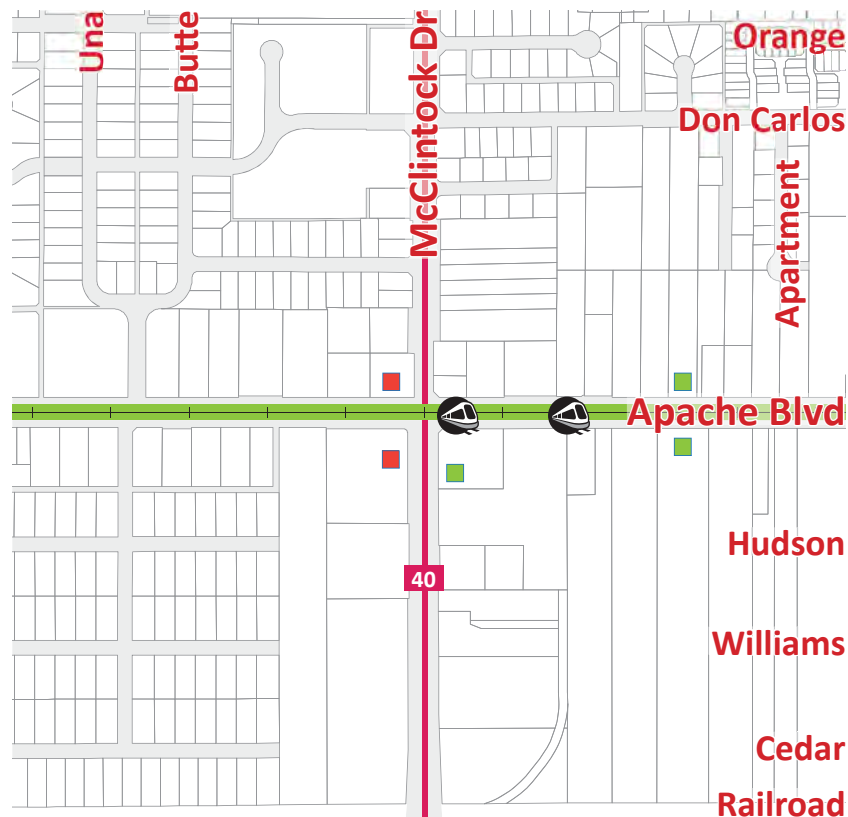 Una
Butte
McClintock Dr
Orange
Don Carlos
Apartment
Apache Blvd
Hudson
40
Williams
Cedar
Railroad